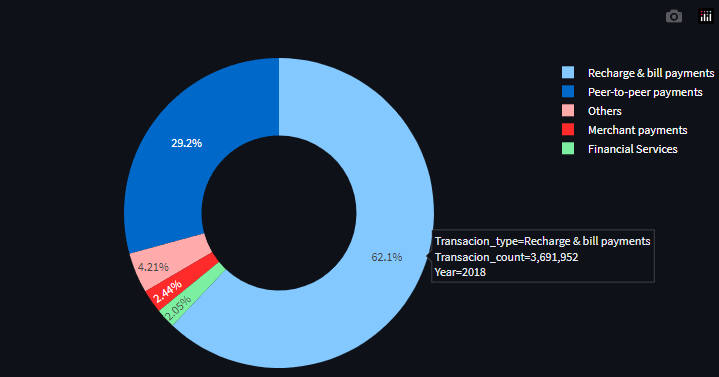 Recharge & bill payments
Peer-to-peer payments
Others
Merchant payments
Financial Services
29.2%
62.1%
4.21%
2.44%
2.05%
Transacion_type=Recharge & bill payments
Transacion_count=3,691,952
Year=2018